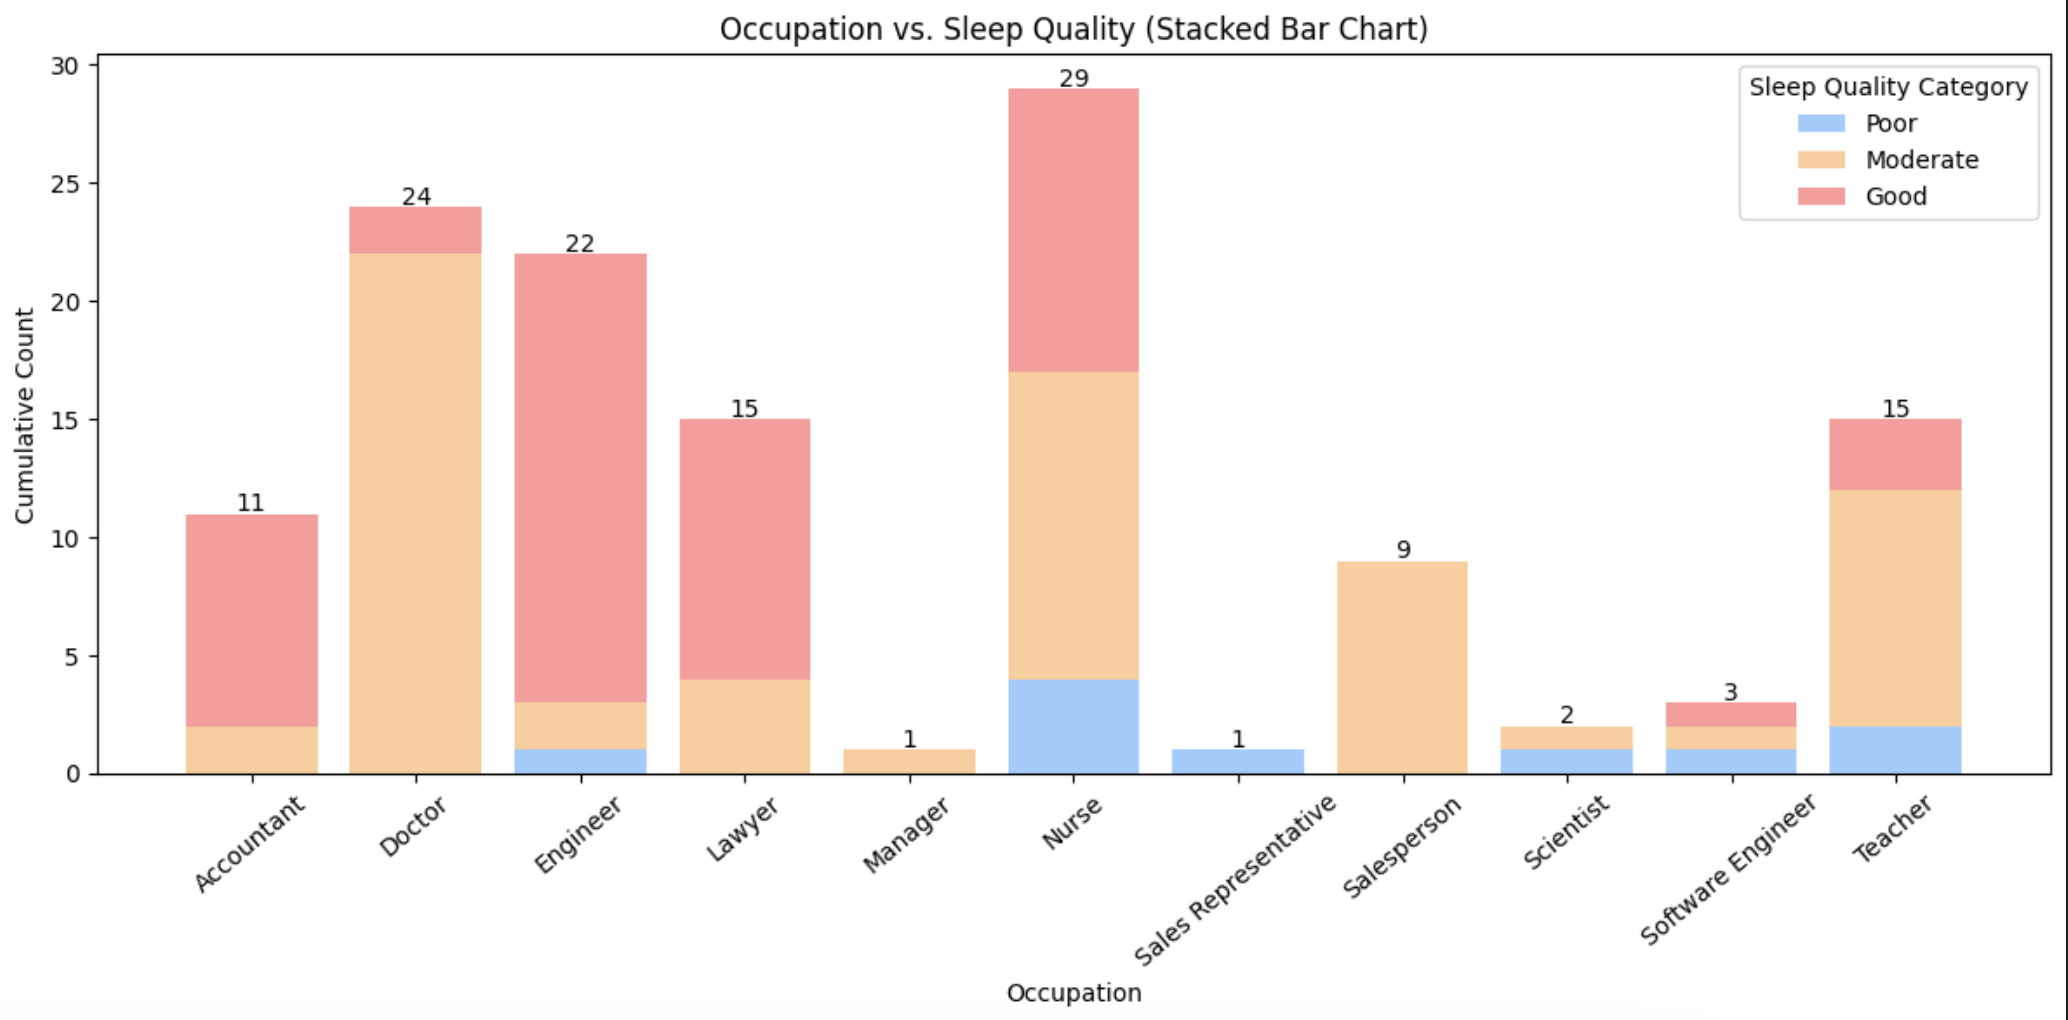 Occupation vs. Sleep Quality (Stacked Bar Chart)
Sleep Quality Category
Poor
Moderate
Good
Cumulative Count
30
25
20
15
10
5
0
11
24
22
15
1
29
1
9
2
3
15
Accountant
Doctor
Engineer
Lawyer
Manager
Nurse
Sales Representative
Salesperson
Scientist
Software Engineer
Teacher
Occupation